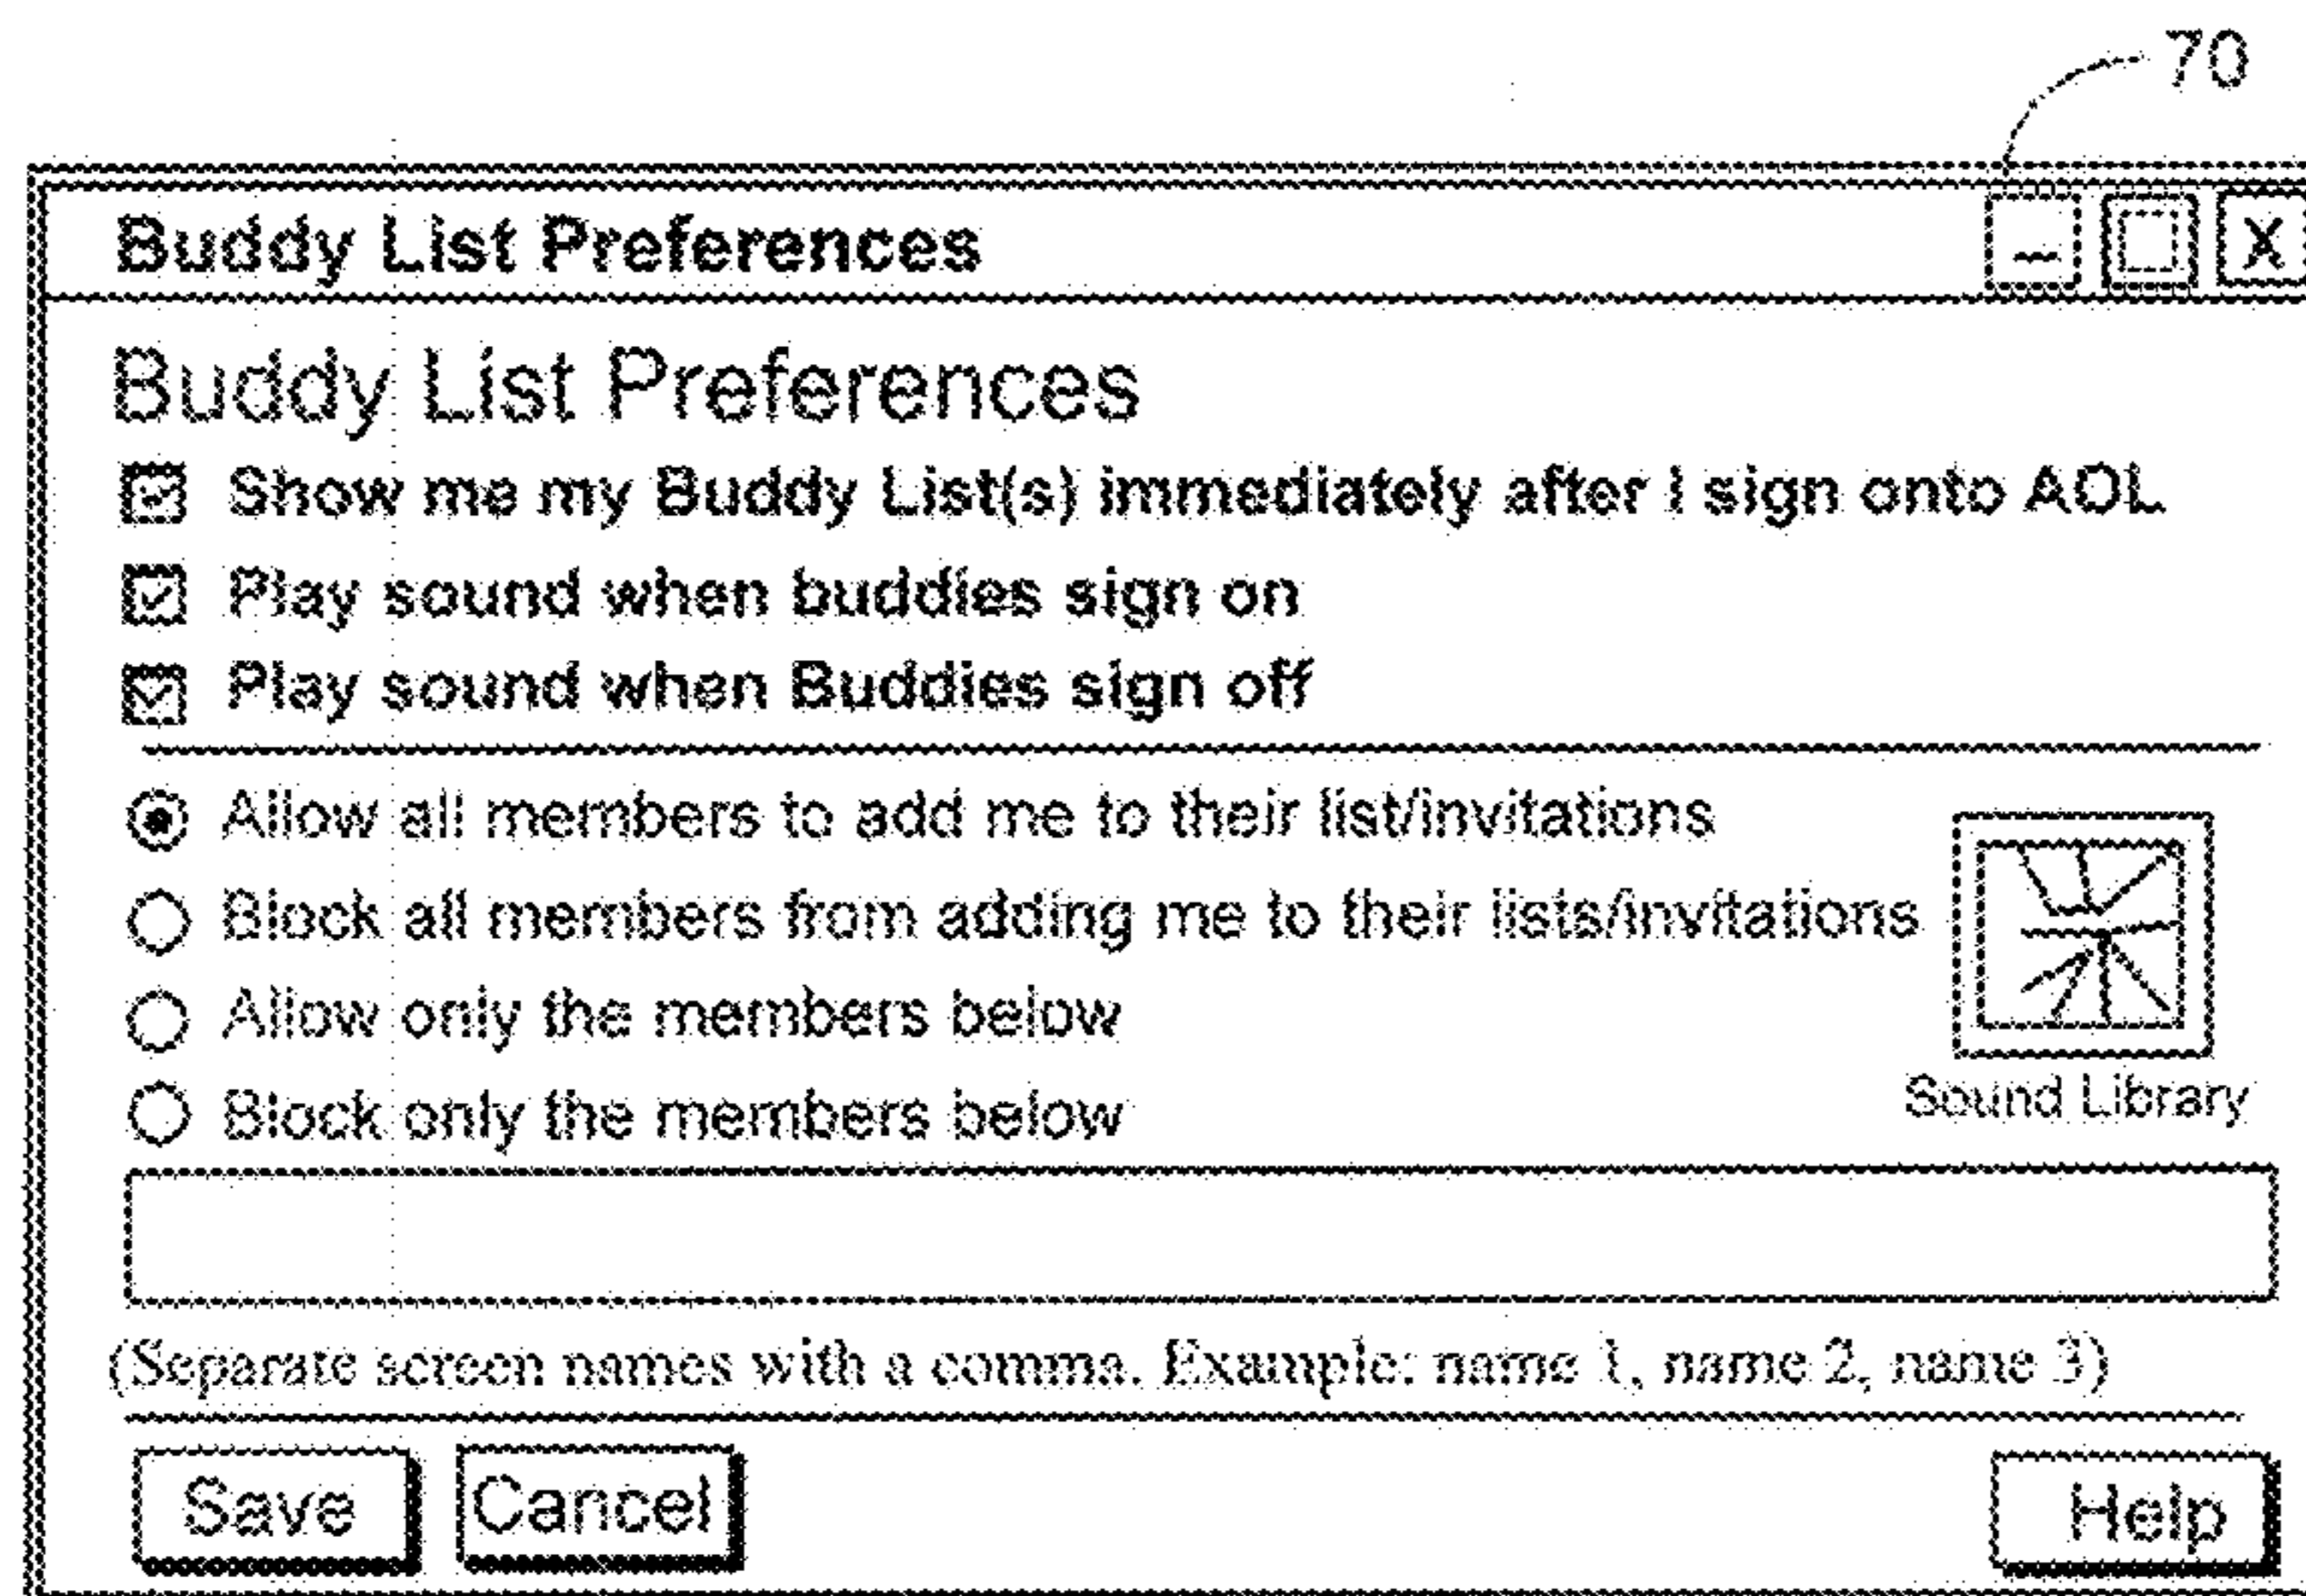 70
Buddy List Preferences
Buddy List Preferences
Show me my Buddy List(s) immediately after I sign onto AOL
Play sound when buddies sign on
Play sound when Buddies sign off
Allow all members to add me to their list/invitations
Block all members from adding me to their lists/invitations
Allow only the members below
Block only the members below
Sound Library
(Separate screen names with a comma. Example: name 1, name 2, name 3)
Save Cancel Help